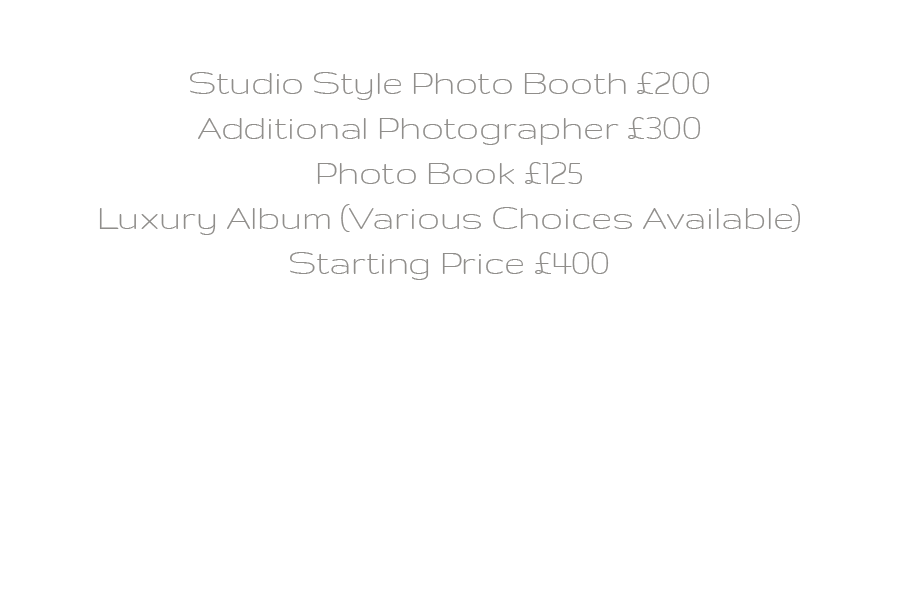 Studio Style Photo Booth £200
Additional Photographer £300
Photo Book £125
Luxury Album (Various Choices Available)
Starting Price £400